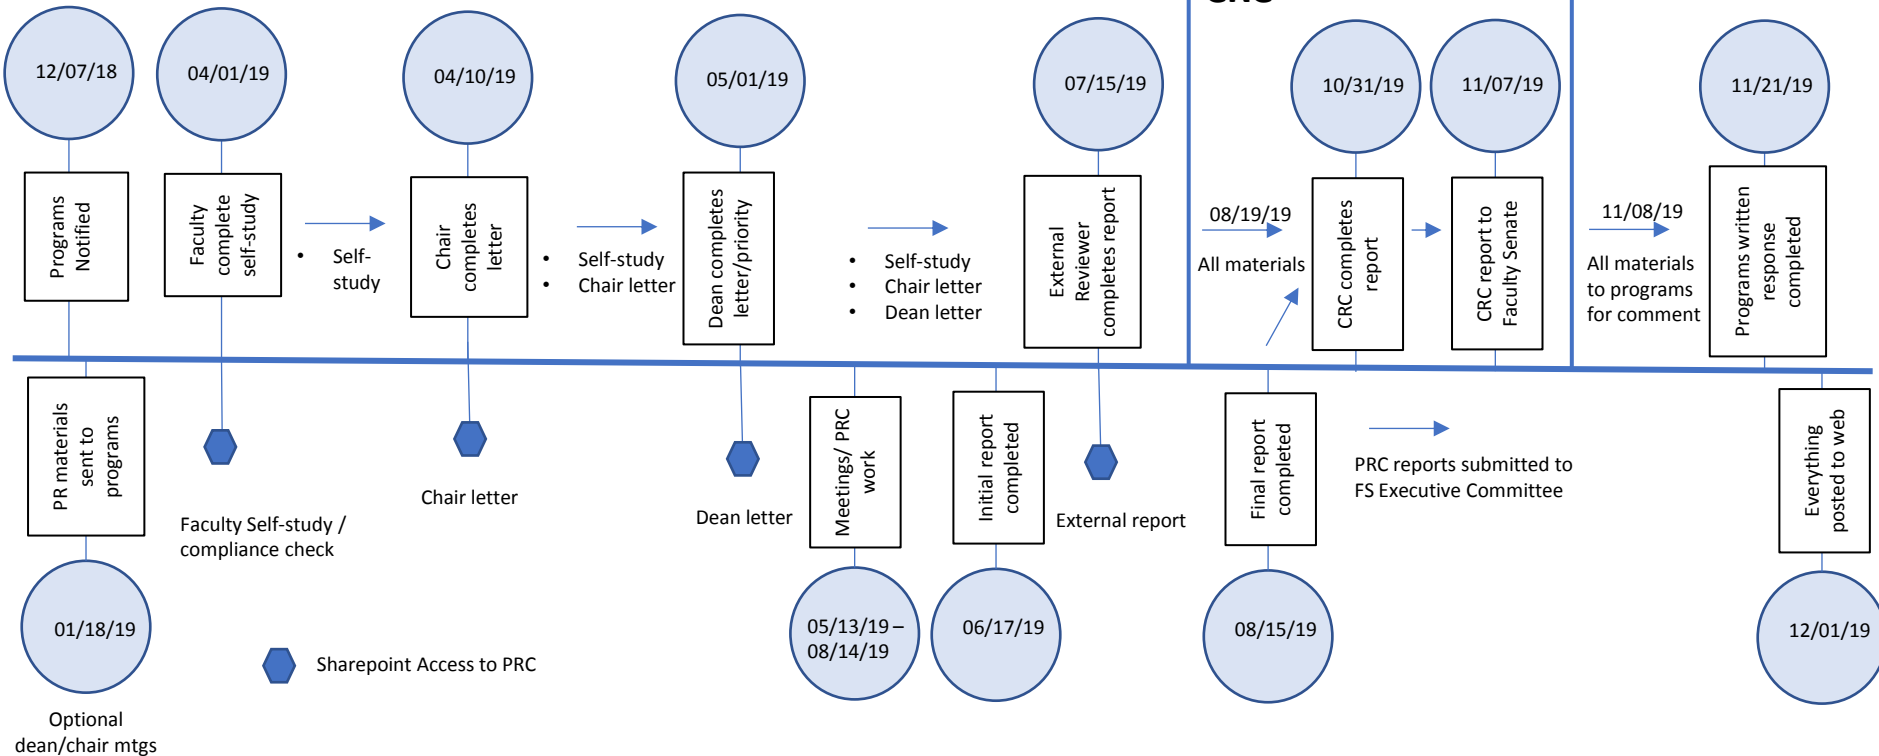 CRC
12/07/18
04/01/19
04/10/19
05/01/19
07/15/19
10/31/19
11/07/19
11/21/19
Programs
Notified
Faculty
complete
self-study
• Self-
study
Chair
completes
letter
• Self-study
• Chair letter
Dean completes
letter/priority
• Self-study
• Chair letter
• Dean letter
External
Reviewer
completes report
08/19/19
All materials
CRC completes
report
CRC report to
Faculty Senate
11/08/19
All materials
to programs
for comment
Programs written
response
completed
PR materials
sent to
programs
Faculty Self-study /
compliance check
Chair letter
Dean letter
Meetings/ PRC
work
Initial report
completed
External report
Final report
completed
PRC reports submitted to
FS Executive Committee
Everything
posted to web
01/18/19
Optional
dean/chair mtgs
Sharepoint Access to PRC
05/13/19 –
08/14/19
06/17/19
08/15/19
12/01/19